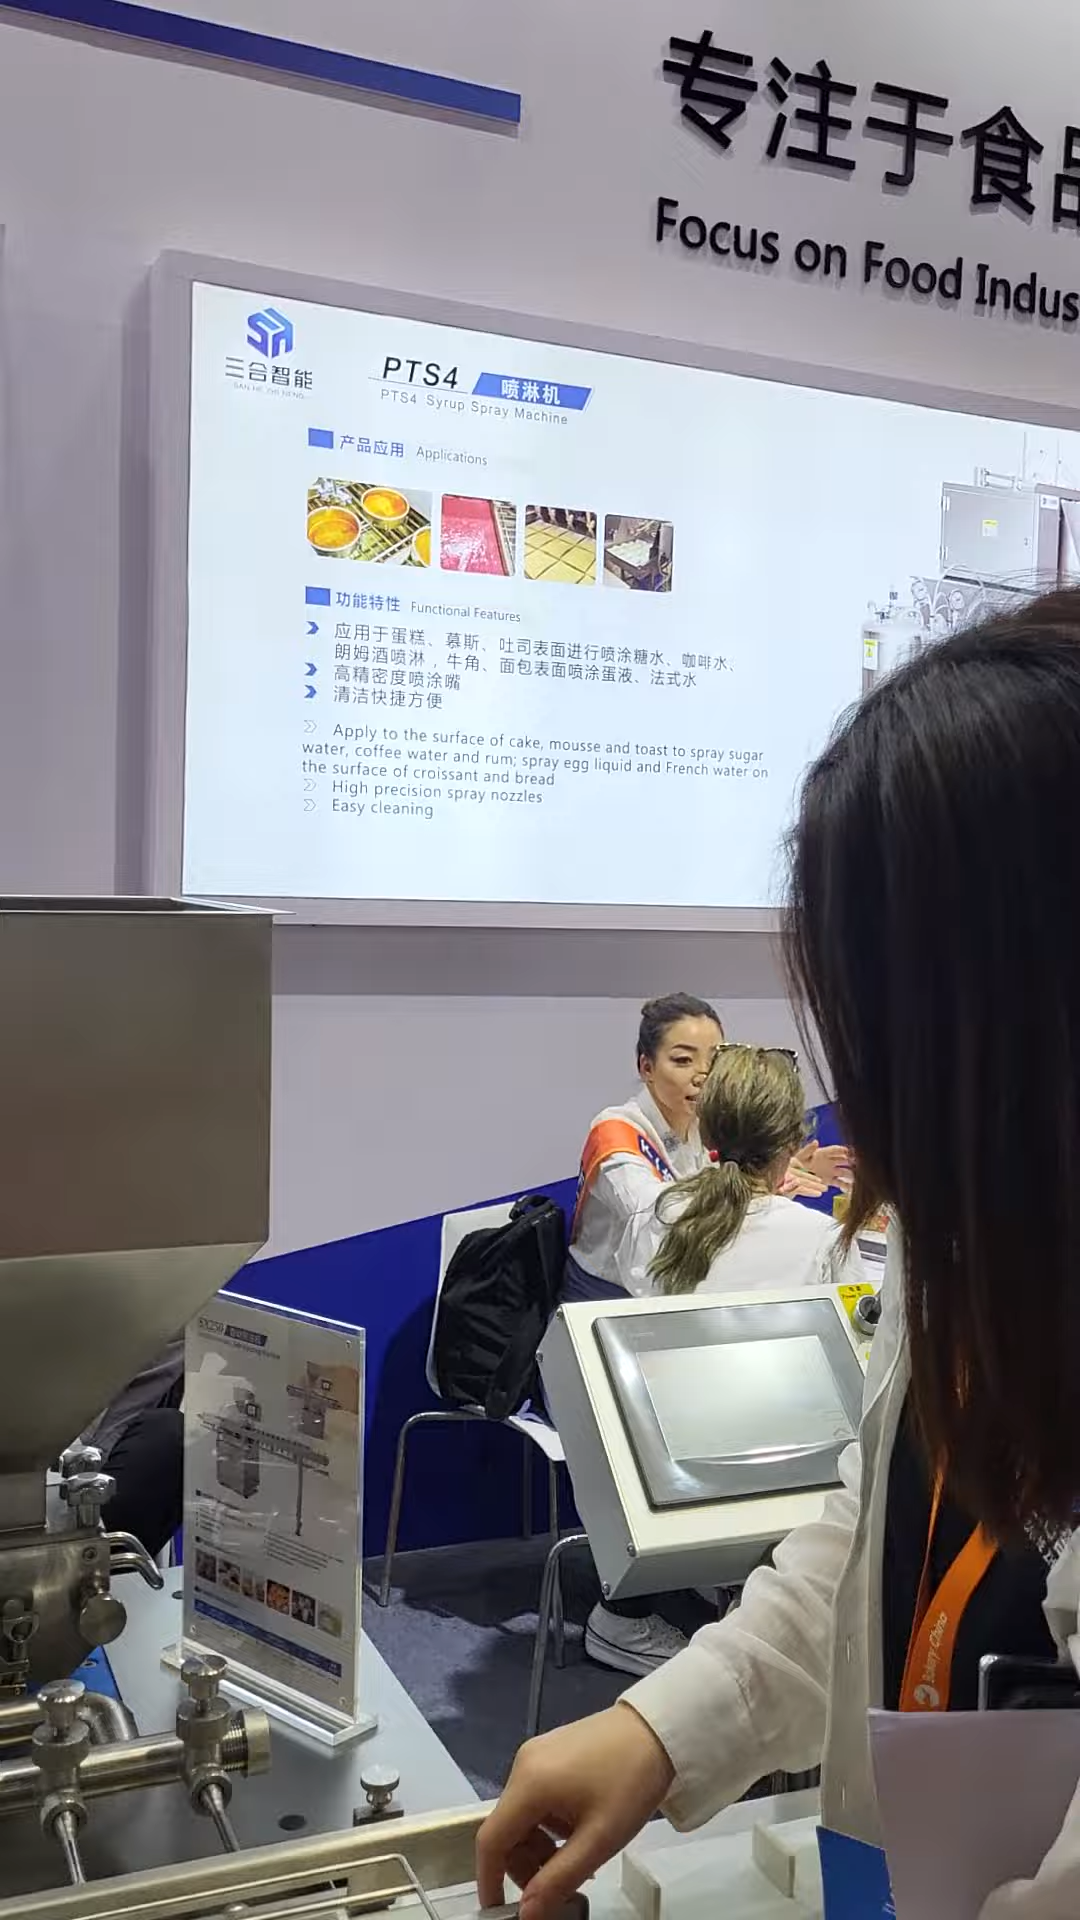 专注于食品
Focus on Food Indus
三合智能
SAN HE ZHI NENG
PTS4 喷淋机
PTS4 Syrup Spray Machine
产品应用 Applications
功能特性 Functional Features
应用于蛋糕、慕斯、吐司表面进行喷涂糖水、咖啡水、
朗姆酒喷淋，牛角、面包表面喷涂蛋液、法式水
高精密度喷涂嘴
清洁快捷方便
Apply to the surface of cake, mousse and toast to spray sugar
water, coffee water and rum; spray egg liquid and French water on
the surface of croissant and bread
High precision spray nozzles
Easy cleaning
Bakery China